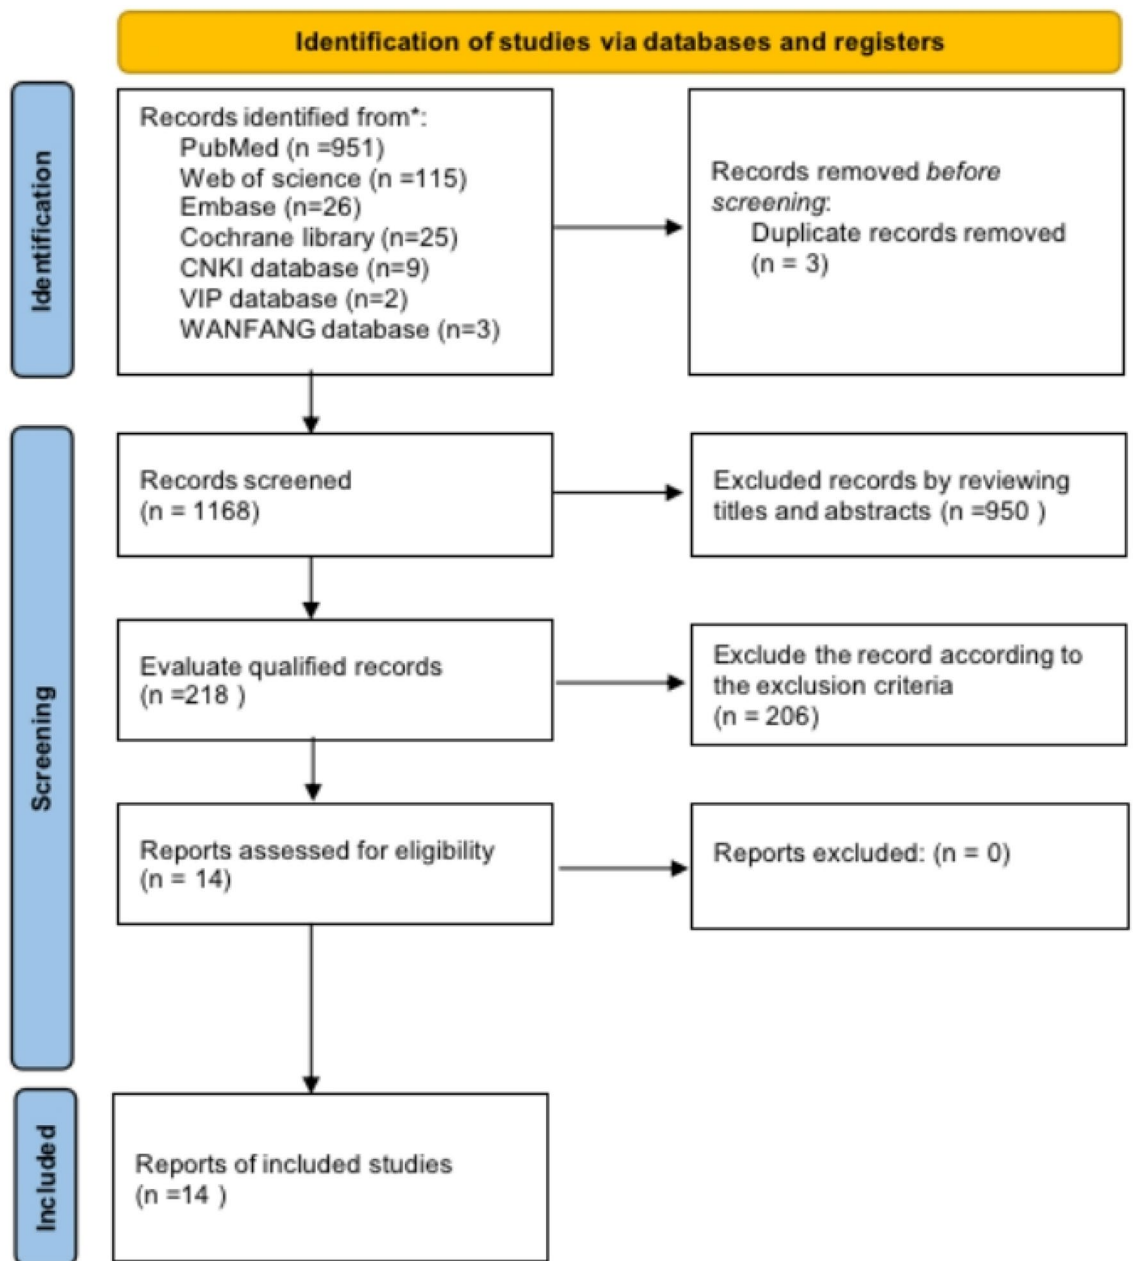 Identification of studies via databases and registers
Identification
Records identified from*:
PubMed (n =951)
Web of science (n =115)
Embase (n=26)
Cochrane library (n=25)
CNKI database (n=9)
VIP database (n=2)
WANFANG database (n=3)
Records removed before
screening:
Duplicate records removed
(n = 3)
Screening
Records screened
(n = 1168)
Excluded records by reviewing
titles and abstracts (n =950 )
Evaluate qualified records
(n =218 )
Exclude the record according to
the exclusion criteria
(n = 206)
Reports assessed for eligibility
(n = 14)
Reports excluded: (n = 0)
Included
Reports of included studies
(n =14 )